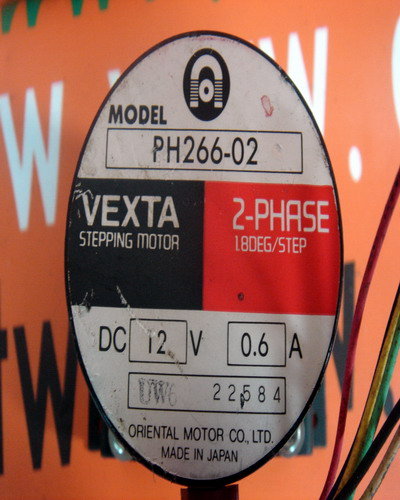 MODEL
PH266-02
VEXTA
STEPPING MOTOR
2-PHASE
1.8DEG/STEP
DC 12 V 0.6 A
22584
ORIENTAL MOTOR CO., LTD.
MADE IN JAPAN